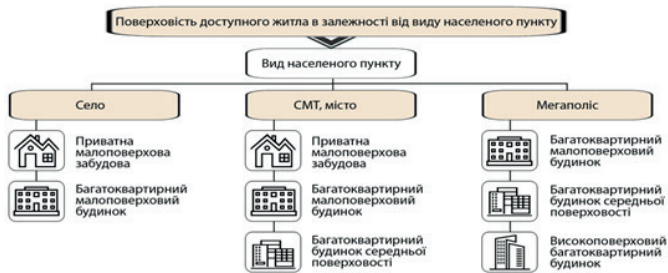 Поверховість доступного житла в залежності від виду населеного пункту
Вид населеного пункту
Село
Приватна
малоповерхова
забудова
Багатоквартирний
малоповерховий
будинок
СМТ, місто
Приватна
малоповерхова
забудова
Багатоквартирний
малоповерховий
будинок
Багатоквартирний
будинок середньої
поверховості
Мегаполіс
Багатоквартирний
малоповерховий
будинок
Багатоквартирний
будинок середньої
поверховості
Високоповерховий
багатоквартирний
будинок